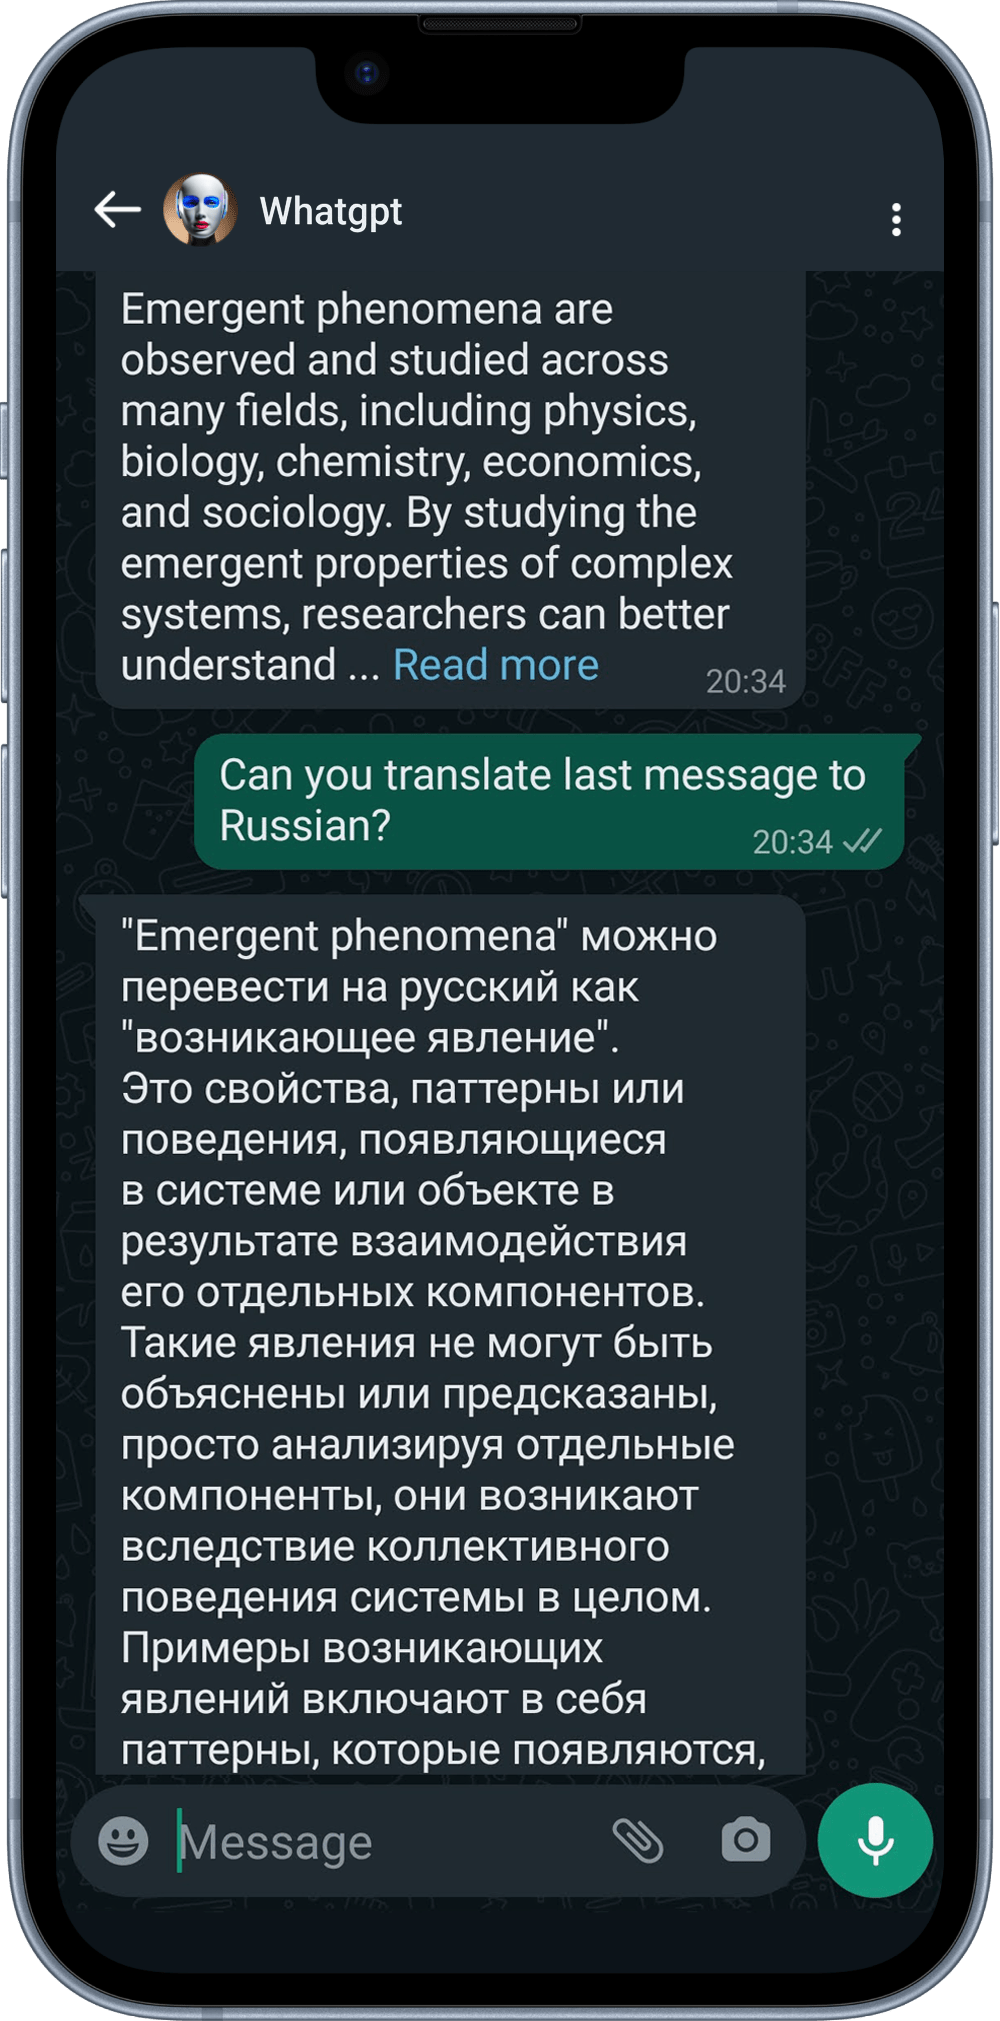 Whatgpt
Emergent phenomena are
observed and studied across
many fields, including physics,
biology, chemistry, economics,
and sociology. By studying the
emergent properties of complex
systems, researchers can better
understand ... Read more
20:34
Can you translate last message to
Russian?
20:34
"Emergent phenomena" можно
перевести на русский как
"возникающее явление".
Это свойства, паттерны или
поведения, появляющиеся
в системе или объекте в
результате взаимодействия
его отдельных компонентов.
Такие явления не могут быть
объяснены или предсказаны,
просто анализируя отдельные
компоненты, они возникают
вследствие коллективного
поведения системы в целом.
Примеры возникающих
явлений включают в себя
паттерны, которые появляются,
Message